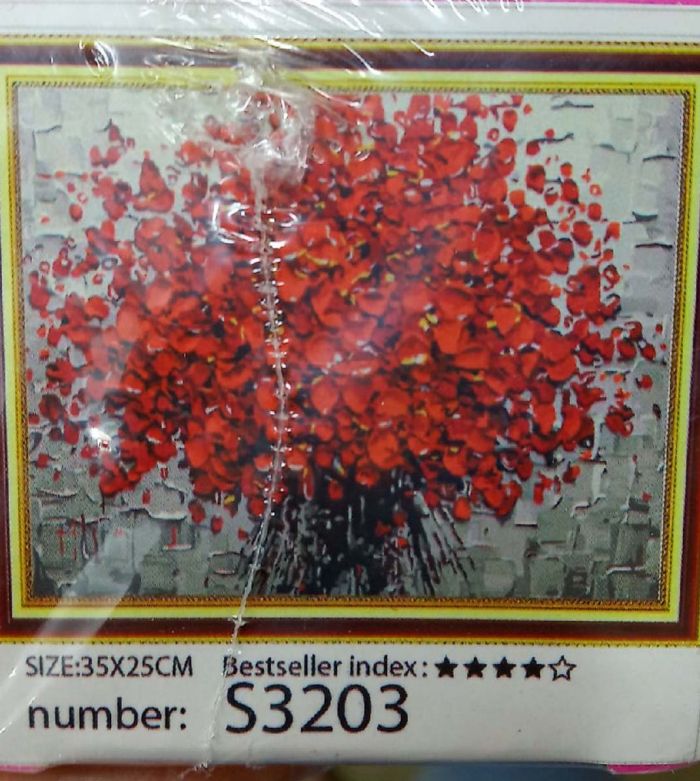 SIZE:35X25CM Bestseller index: ★★★★☆
number: S3203